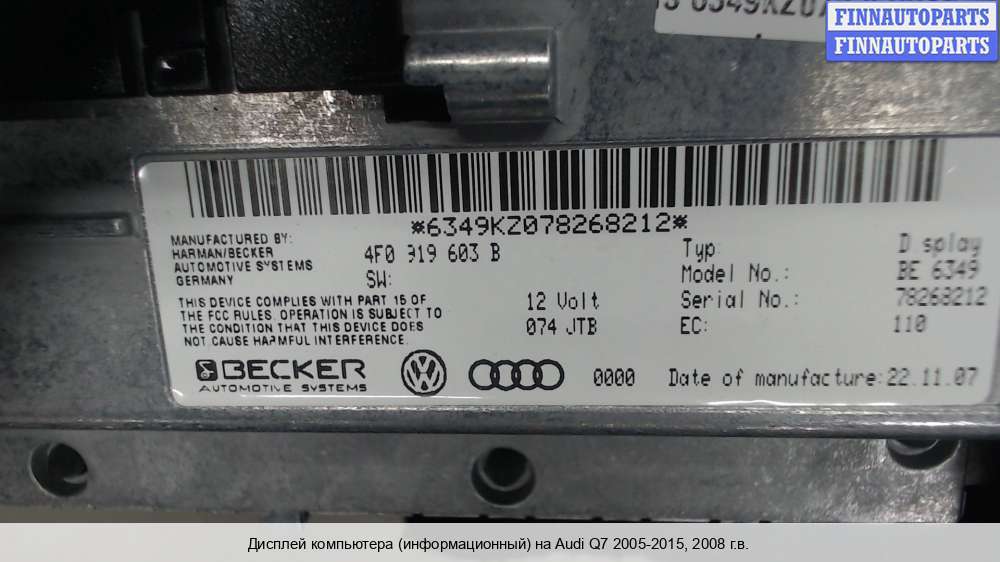 FINNAUTOPARTS
FINNAUTOPARTS
*6349KZ078268212*
MANUFACTURED BY:
HARMAN/BECKER
AUTOMOTIVE SYSTEMS
GERMANY
4F0 919 603 B
SW:
Typ: D splay
Model No.: BE 6349
Serial No.: 78268212
EC: 110
12 Volt
074 JTB
THIS DEVICE COMPLIES WITH PART 15 OF
THE FCC RULES. OPERATION IS SUBJECT TO
THE CONDITION THAT THIS DEVICE DOES
NOT CAUSE HARMFUL INTERFERENCE.
BECKER
AUTOMOTIVE SYSTEMS
0000 Date of manufacture: 22.11.07
Дисплей компьютера (информационный) на Audi Q7 2005-2015, 2008 г.в.